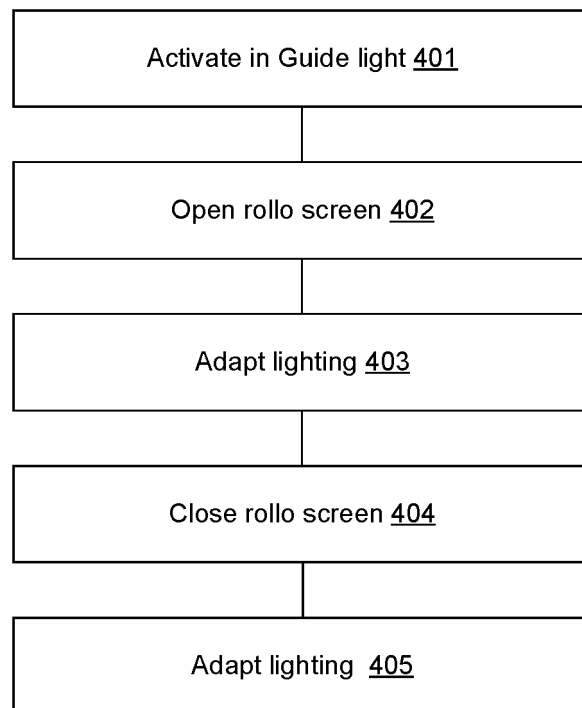 Activate in Guide light 401
Open rollo screen 402
Adapt lighting 403
Close rollo screen 404
Adapt lighting 405